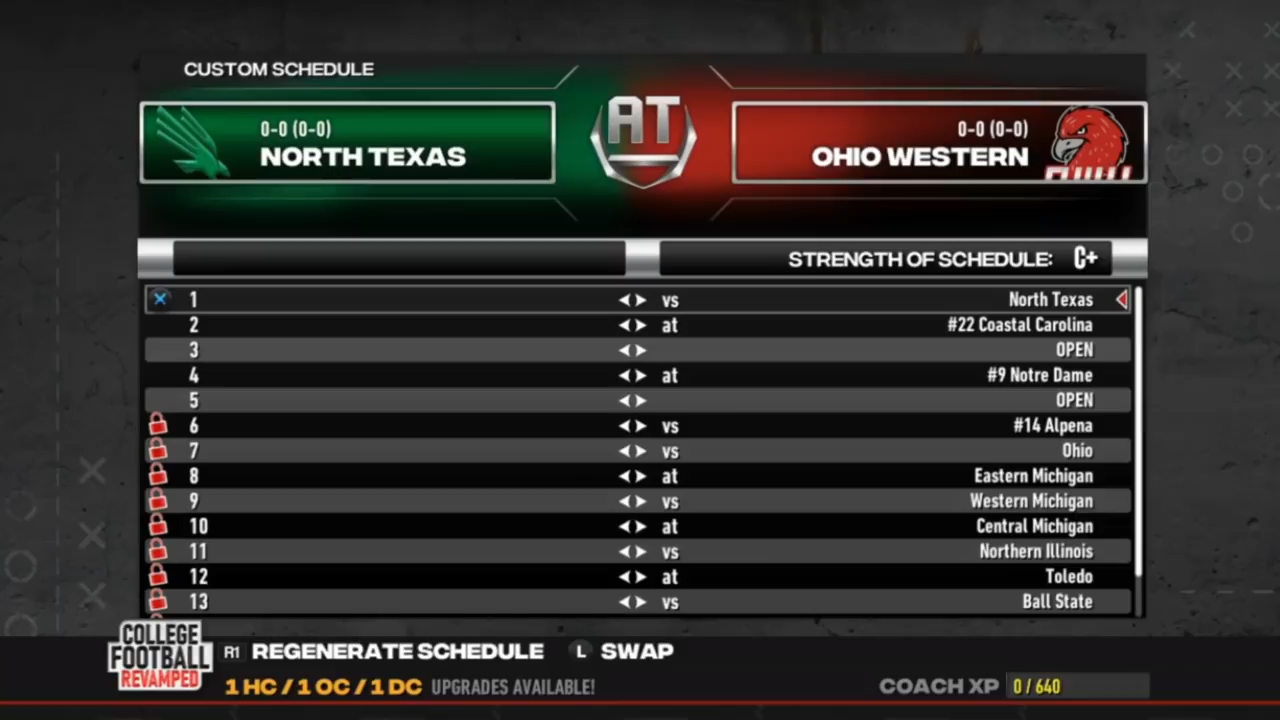 CUSTOM SCHEDULE
0-0 (0-0)
NORTH TEXAS
AT
0-0 (0-0)
OHIO WESTERN
STRENGTH OF SCHEDULE: C+
1 vs North Texas
2 at #22 Coastal Carolina
3 OPEN
4 at #9 Notre Dame
5 OPEN
6 vs #14 Alpena
7 vs Ohio
8 at Eastern Michigan
9 vs Western Michigan
10 at Central Michigan
11 vs Northern Illinois
12 at Toledo
13 vs Ball State
COLLEGE
FOOTBALL
REVAMPED
R1 REGENERATE SCHEDULE L SWAP
1 HC / 1 OC / 1 DC UPGRADES AVAILABLE!
COACH XP 0 / 640